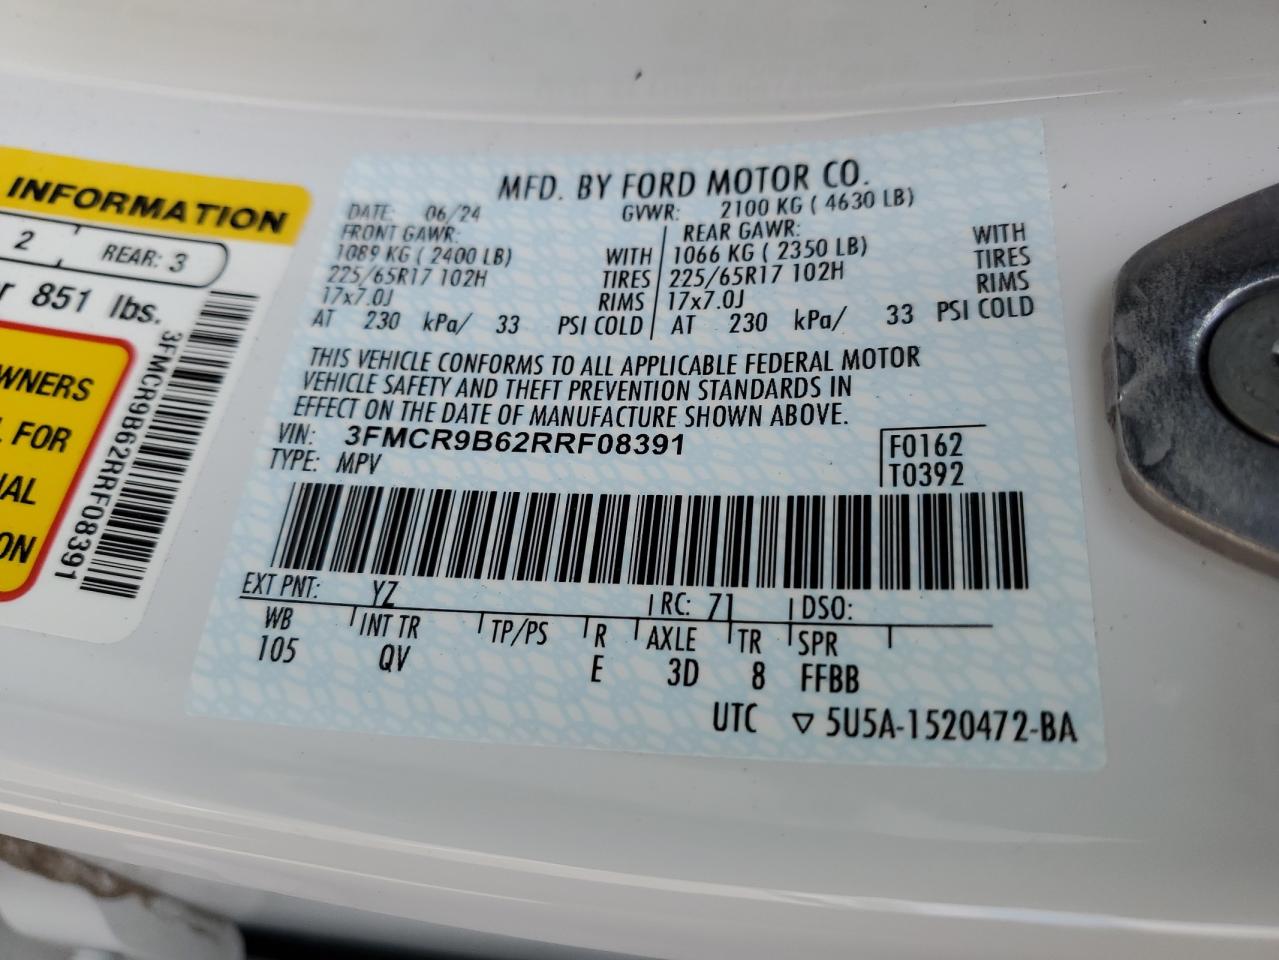 INFORMATION
2
REAR: 3
r 851 lbs.
WNERS
L FOR
ON
3FMCR9B62RRF08391
MFD. BY FORD MOTOR CO.
DATE: 06/24 GVWR: 2100 KG ( 4630 LB)
FRONT GAWR: REAR GAWR:
1089 KG ( 2400 LB) WITH 1066 KG ( 2350 LB) WITH
225/65R17 102H TIRES 225/65R17 102H TIRES
17x7.0J RIMS 17x7.0J RIMS
AT 230 kPa/ 33 PSI COLD AT 230 kPa/ 33 PSI COLD
THIS VEHICLE CONFORMS TO ALL APPLICABLE FEDERAL MOTOR
VEHICLE SAFETY AND THEFT PREVENTION STANDARDS IN
EFFECT ON THE DATE OF MANUFACTURE SHOWN ABOVE.
VIN: 3FMCR9B62RRF08391 F0162
TYPE: MPV T0392
EXT PNT: YZ RC: 71 DSO:
WB INT TR TP/PS R AXLE TR SPR
105 QV E 3D 8 FFBB
UTC ▽ 5U5A-1520472-BA